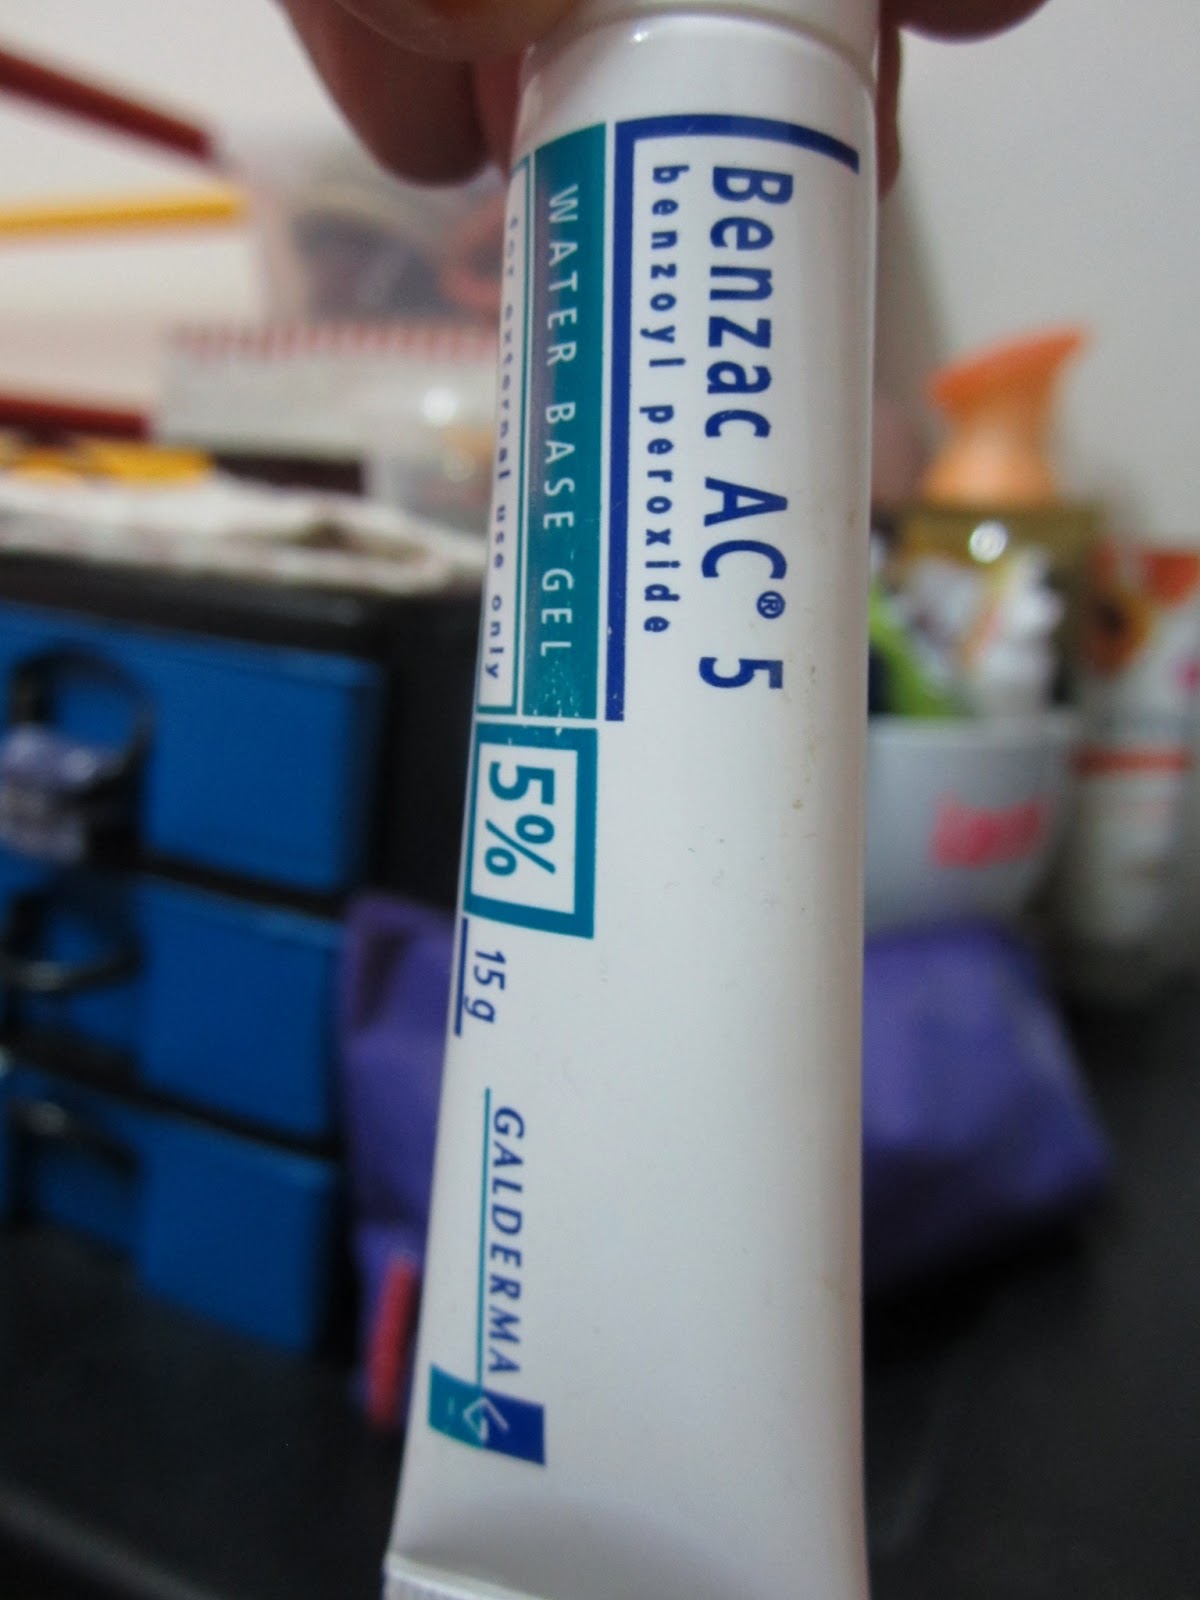 Benzac AC® 5
benzoyl peroxide
WATER BASE GEL
for external use only
5%
15 g
GALDERMA